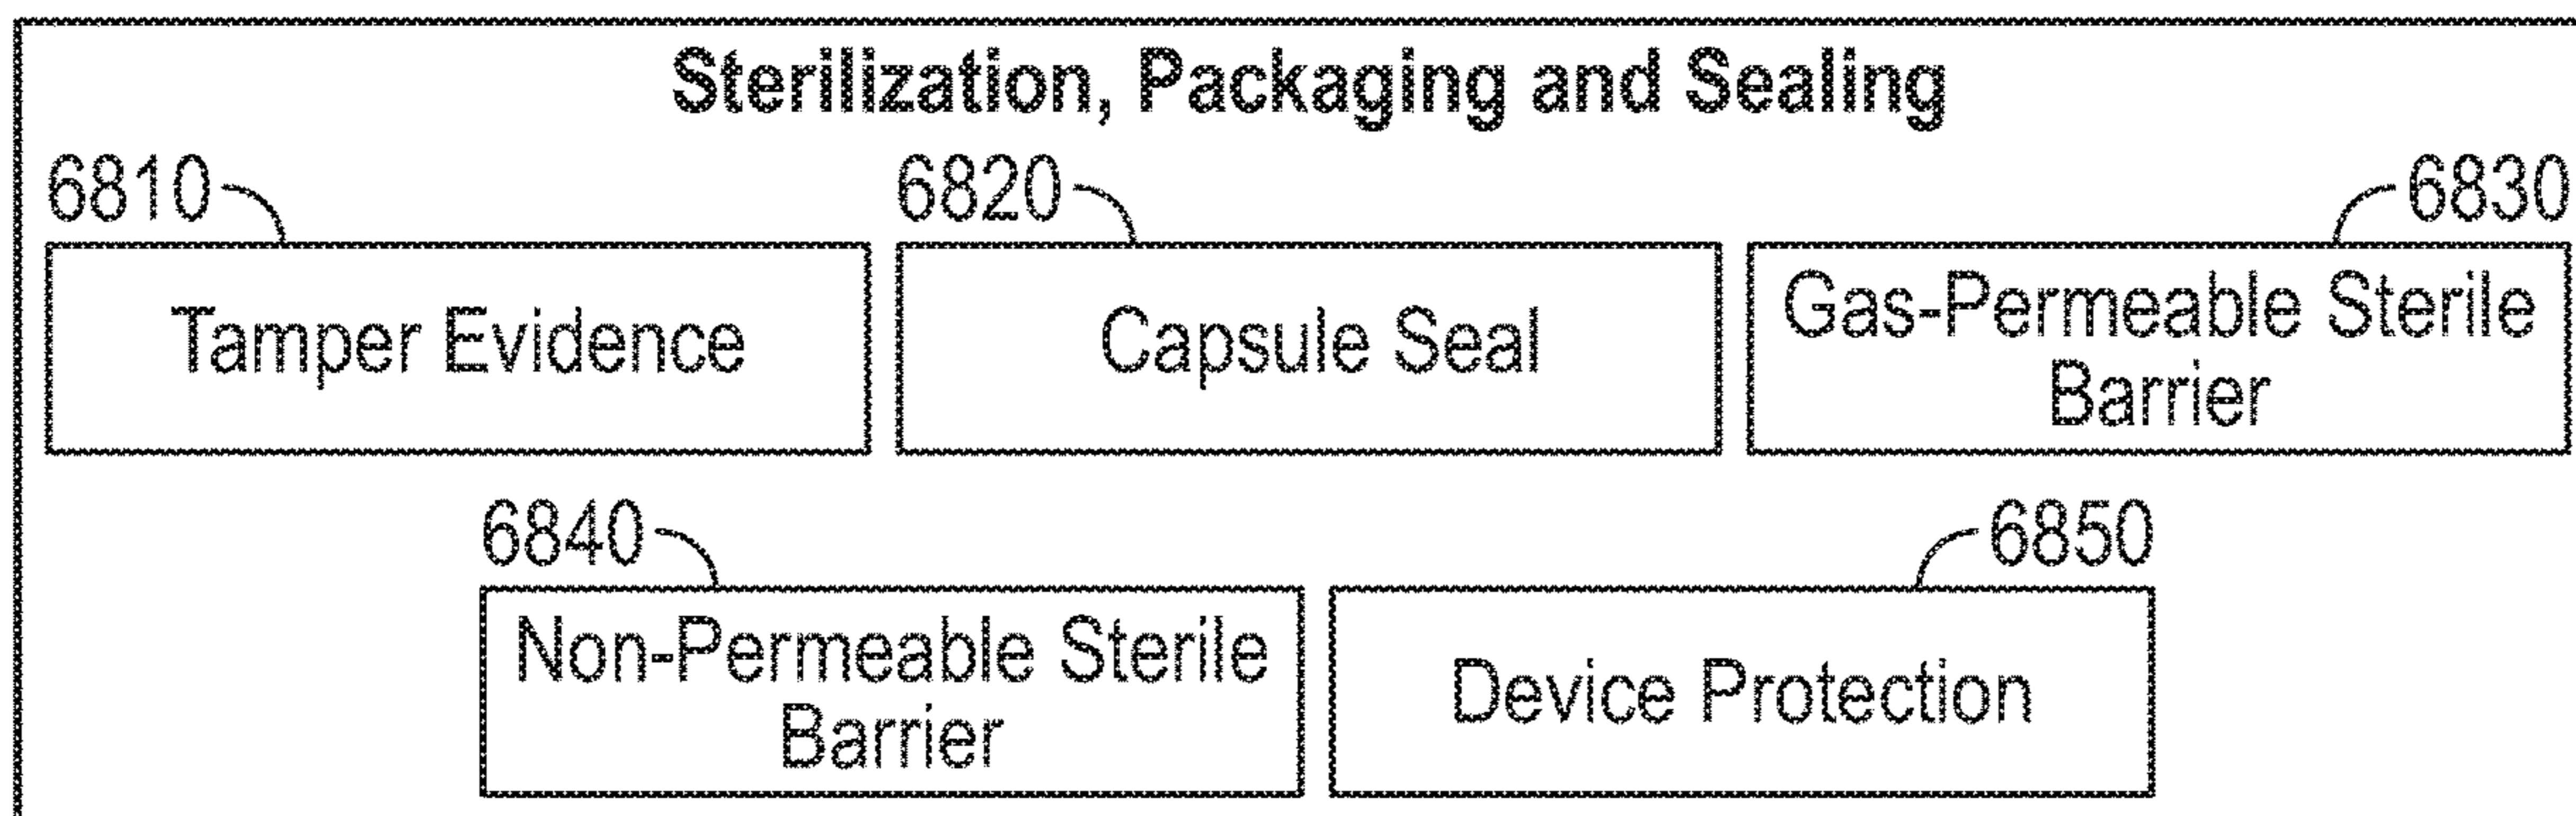 Sterilization, Packaging and Sealing
6810
6820
6830
Tamper Evidence
Capsule Seal
Gas-Permeable Sterile
Barrier
6840
6850
Non-Permeable Sterile
Barrier
Device Protection